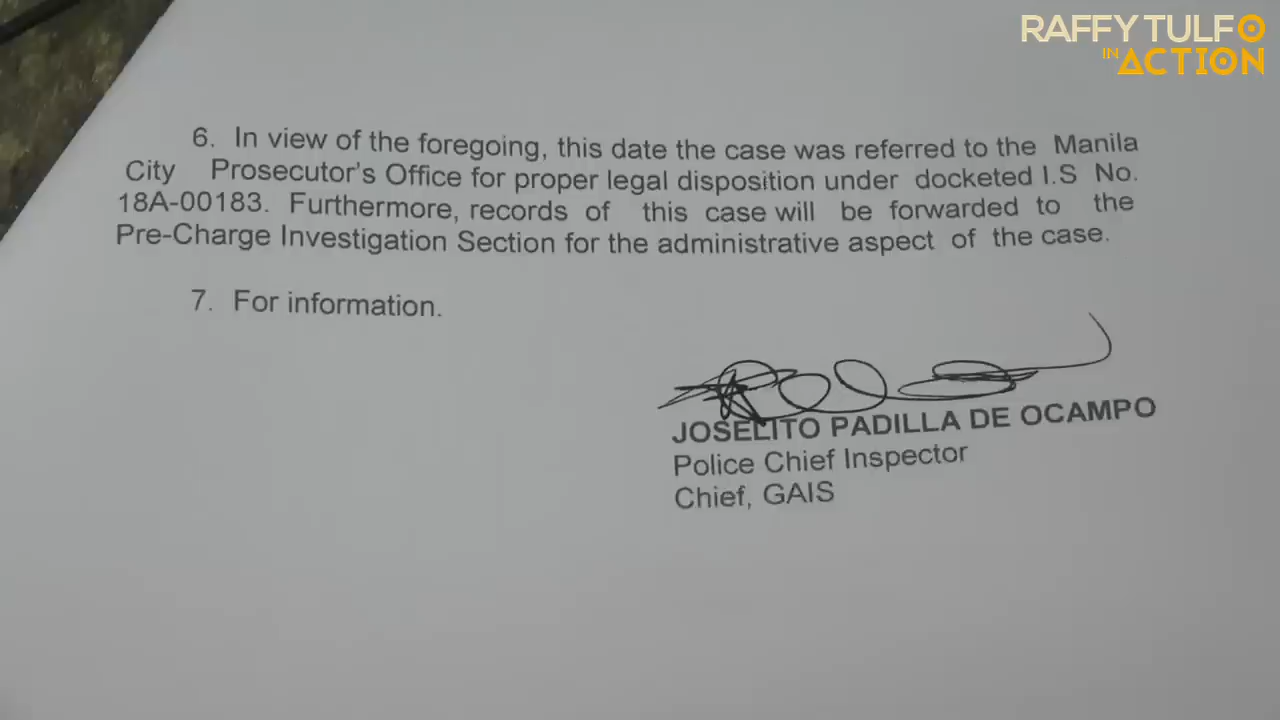 RAFFY TULFO
IN ACTION
6. In view of the foregoing, this date the case was referred to the Manila
City Prosecutor's Office for proper legal disposition under docketed I.S No.
18A-00183. Furthermore, records of this case will be forwarded to the
Pre-Charge Investigation Section for the administrative aspect of the case.
7. For information.
JOSELITO PADILLA DE OCAMPO
Police Chief Inspector
Chief, GAIS